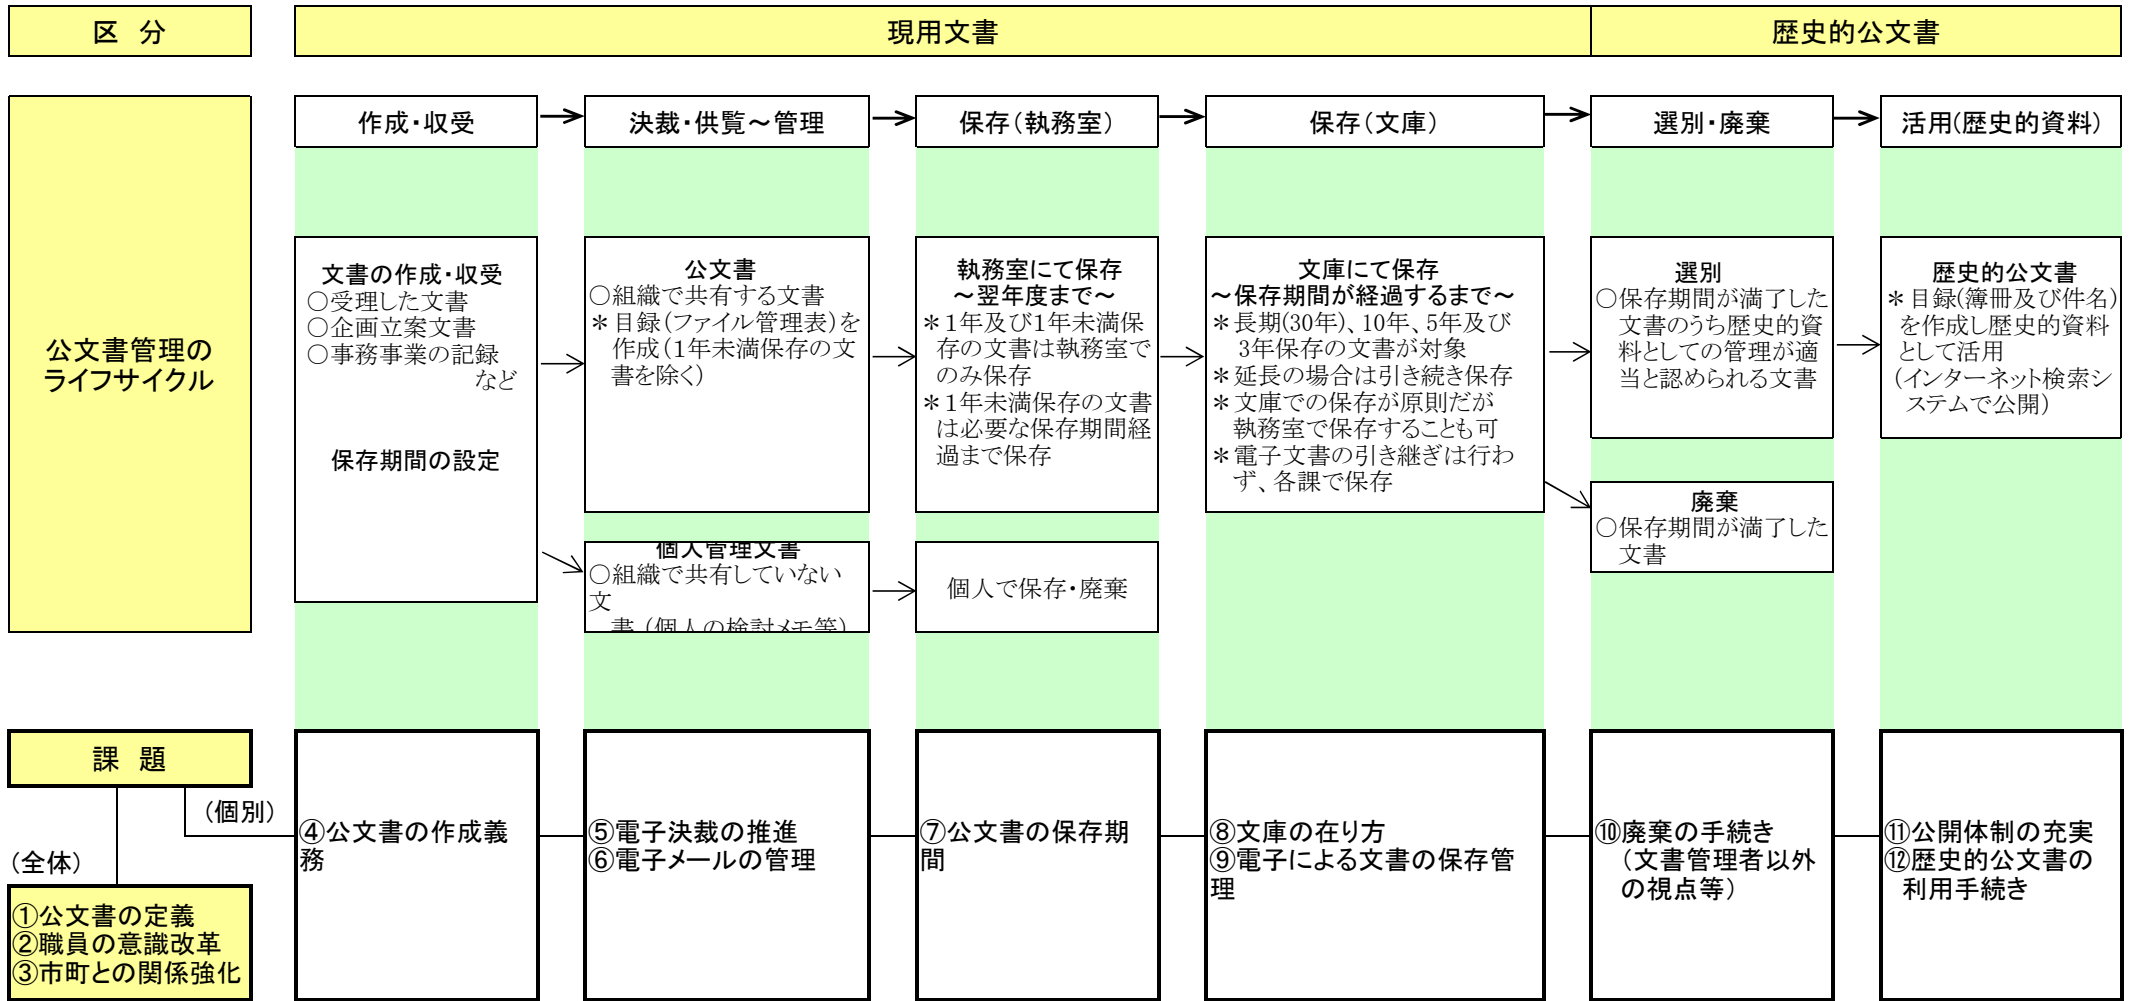 区 分
現用文書
歴史的公文書
作成・収受
決裁・供覧～管理
保存(執務室)
保存(文庫)
選別・廃棄
活用(歴史的資料)
公文書管理の
ライフサイクル
文書の作成・収受
○受理した文書
○企画立案文書
○事務事業の記録
など
保存期間の設定
公文書
○組織で共有する文書
＊目録(ファイル管理表)を
作成(1年未満保存の文
書を除く)
個人管理文書
○組織で共有していない
文
書 (個人の検討メモ等)
執務室にて保存
～翌年度まで～
＊1年及び1年未満保
存の文書は執務室で
のみ保存
＊1年未満保存の文書
は必要な保存期間経
過まで保存
個人で保存・廃棄
文庫にて保存
～保存期間が経過するまで～
＊長期(30年)、10年、5年及び
3年保存の文書が対象
＊延長の場合は引き続き保存
＊文庫での保存が原則だが
執務室で保存することも可
＊電子文書の引き継ぎは行わ
ず、各課で保存
選別
○保存期間が満了した
文書のうち歴史的資
料としての管理が適
当と認められる文書
廃棄
○保存期間が満了した
文書
歴史的公文書
＊目録(簿冊及び件名)
を作成し歴史的資料
として活用
(インターネット検索シ
ステムで公開)
課 題
(個別)
(全体)
①公文書の定義
②職員の意識改革
③市町との関係強化
④公文書の作成義
務
⑤電子決裁の推進
⑥電子メールの管理
⑦公文書の保存期
間
⑧文庫の在り方
⑨電子による文書の保存管
理
⑩廃棄の手続き
(文書管理者以外
の視点等)
⑪公開体制の充実
⑫歴史的公文書の
利用手続き